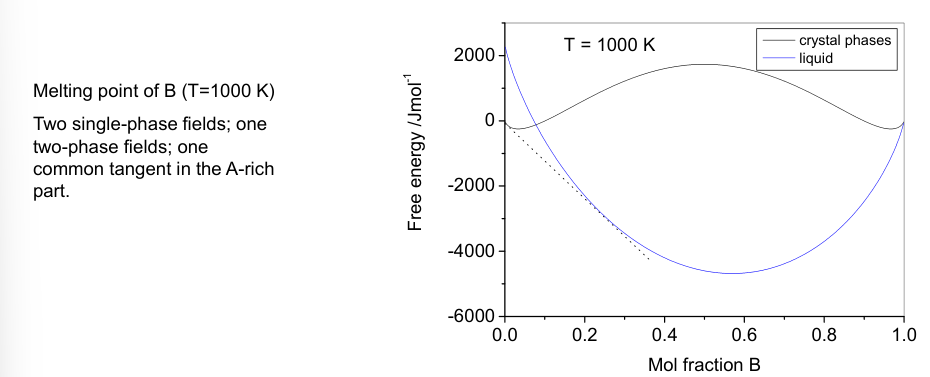 Melting point of B (T=1000 K)
Two single-phase fields; one
two-phase fields; one
common tangent in the A-rich
part.
T = 1000 K
crystal phases
liquid
Free energy /Jmol⁻¹
2000
0
-2000
-4000
-6000
0.0 0.2 0.4 0.6 0.8 1.0
Mol fraction B